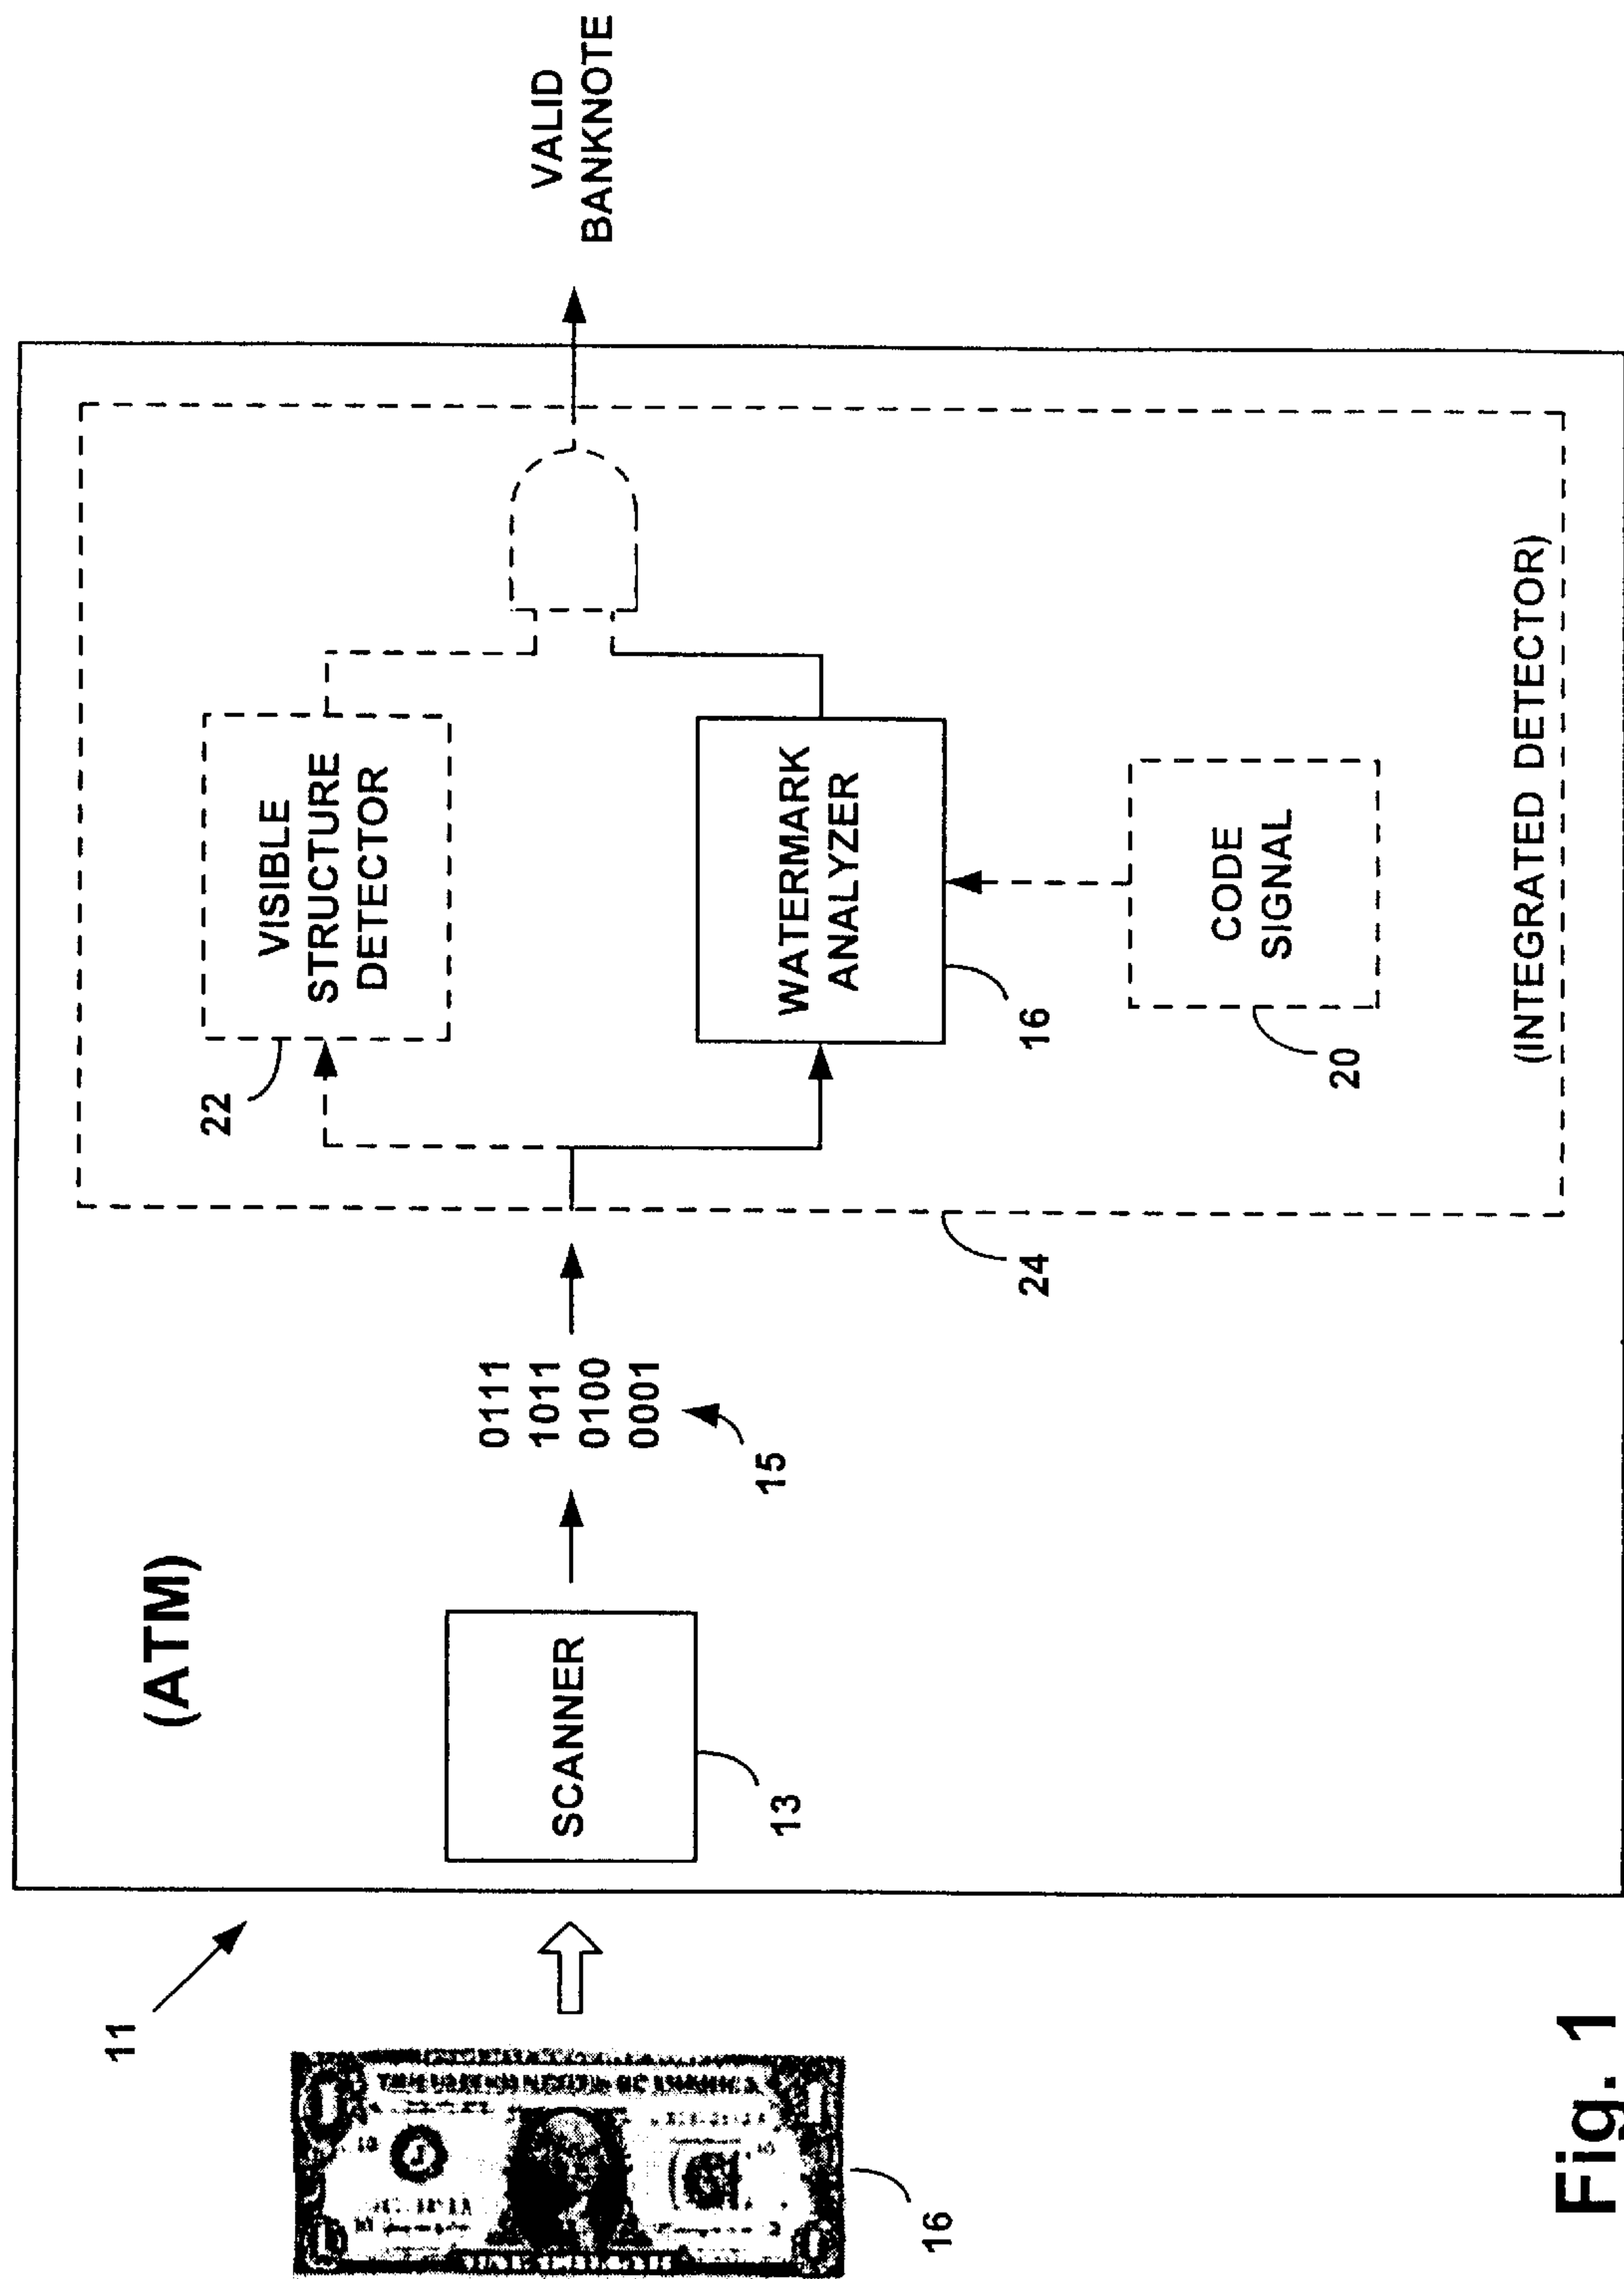 11
(ATM)
16
SCANNER
13
0111
1011
0100
0001
15
24
22
VISIBLE
STRUCTURE
DETECTOR
WATERMARK
ANALYZER
16
CODE
SIGNAL
20
(INTEGRATED DETECTOR)
VALID
BANKNOTE
Fig. 1